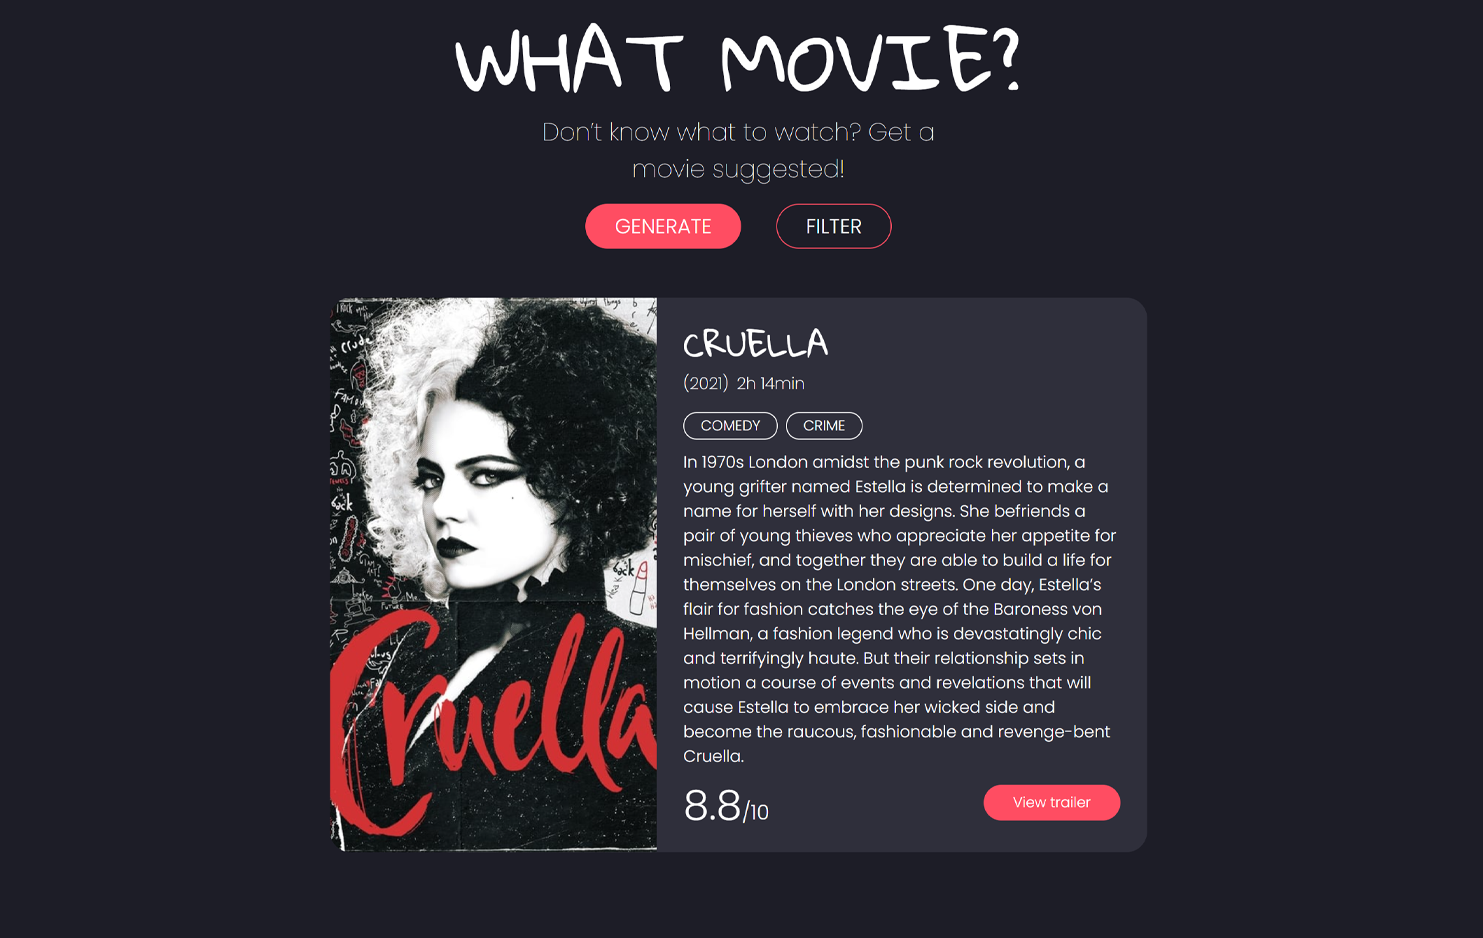 WHAT MOVIE?
Don't know what to watch? Get a
movie suggested!
GENERATE
FILTER
Cruella
CRUELLA
(2021) 2h 14min
COMEDY
CRIME
In 1970s London amidst the punk rock revolution, a
young grifter named Estella is determined to make a
name for herself with her designs. She befriends a
pair of young thieves who appreciate her appetite for
mischief, and together they are able to build a life for
themselves on the London streets. One day, Estella's
flair for fashion catches the eye of the Baroness von
Hellman, a fashion legend who is devastatingly chic
and terrifyingly haute. But their relationship sets in
motion a course of events and revelations that will
cause Estella to embrace her wicked side and
become the raucous, fashionable and revenge-bent
Cruella.
8.8/10
View trailer